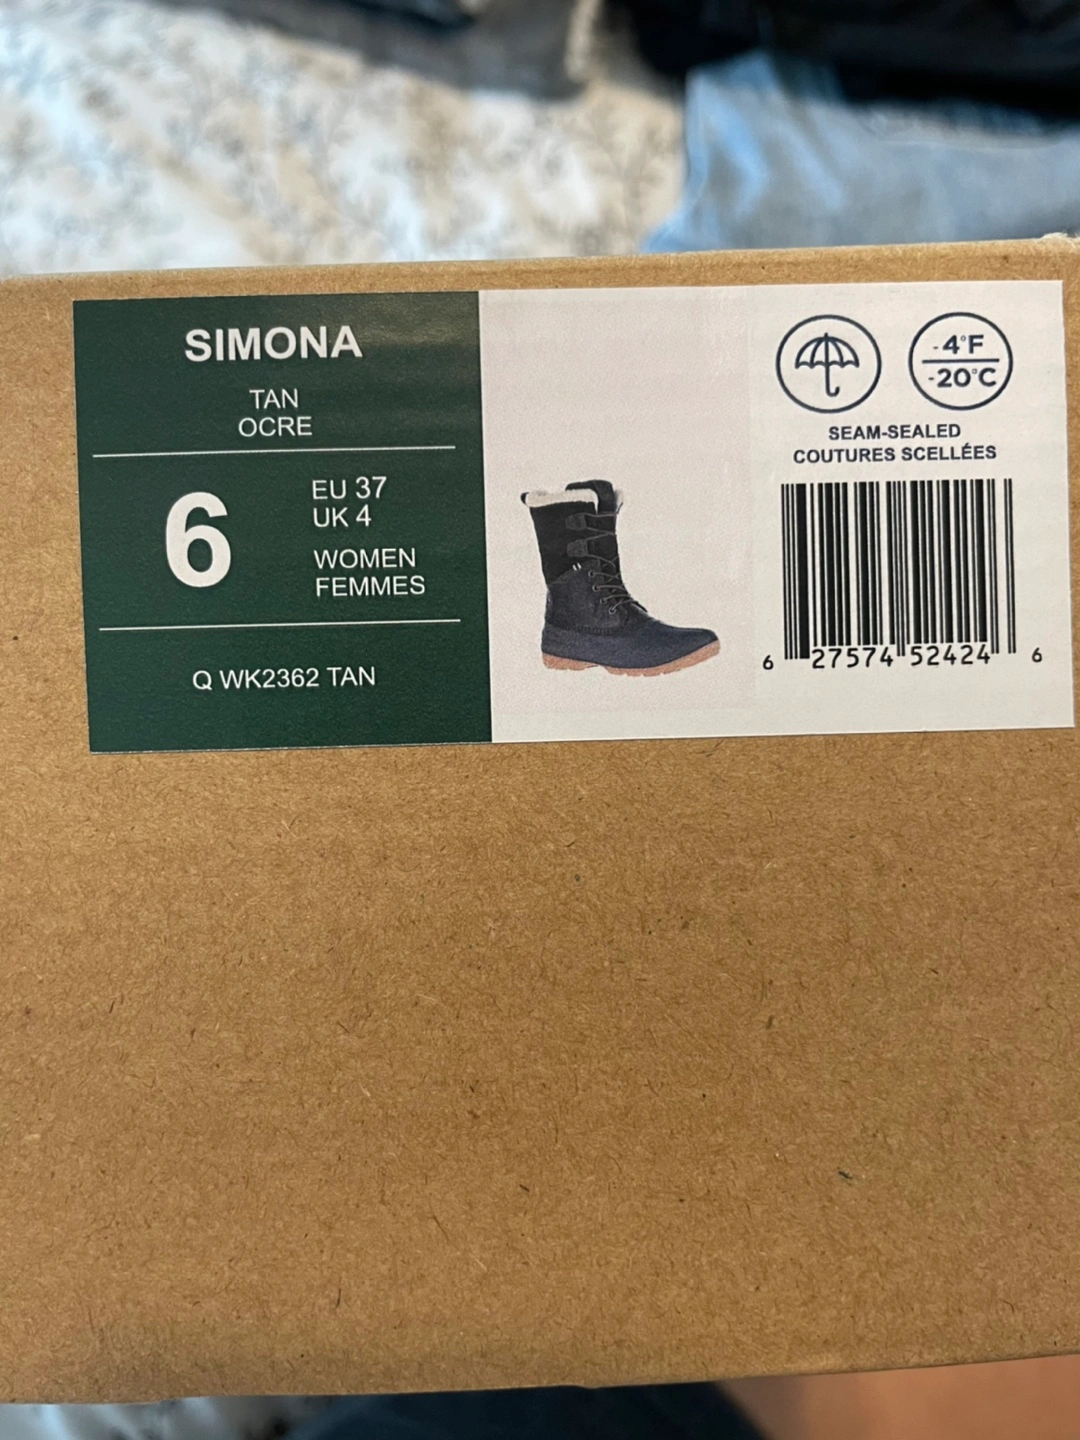 SIMONA
TAN
OCRE
6
EU 37
UK 4
WOMEN
FEMMES
Q WK2362 TAN
-4°F
-20°C
SEAM-SEALED
COUTURES SCELLÉES
6 27574 52424 6